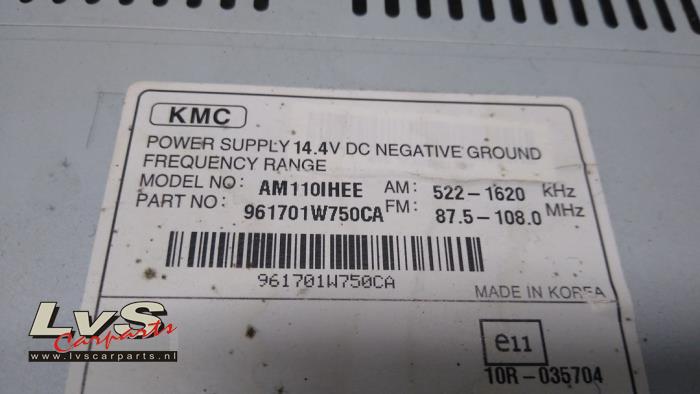 KMC
POWER SUPPLY 14.4V DC NEGATIVE GROUND
FREQUENCY RANGE
MODEL NO: AM110IHEE AM: 522-1620 kHz
PART NO: 961701W750CA FM: 87.5-108.0 MHz
961701W750CA
MADE IN KOREA
e11
10R-035704
LvS
Carparts
www.lvscarparts.nl